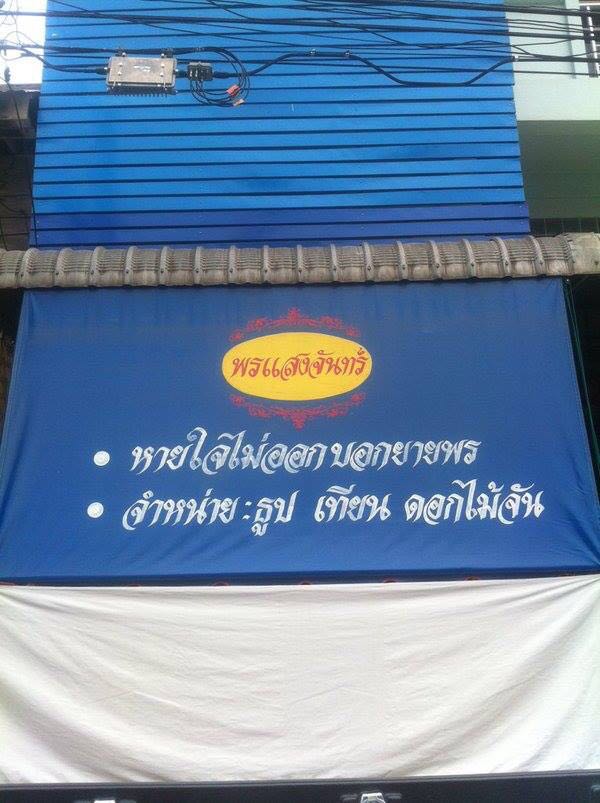 พรแสงจันทร์
• หายใจไม่ออกบอกยายพร
• จำหน่าย : ธูป เทียน ดอกไม้จัน